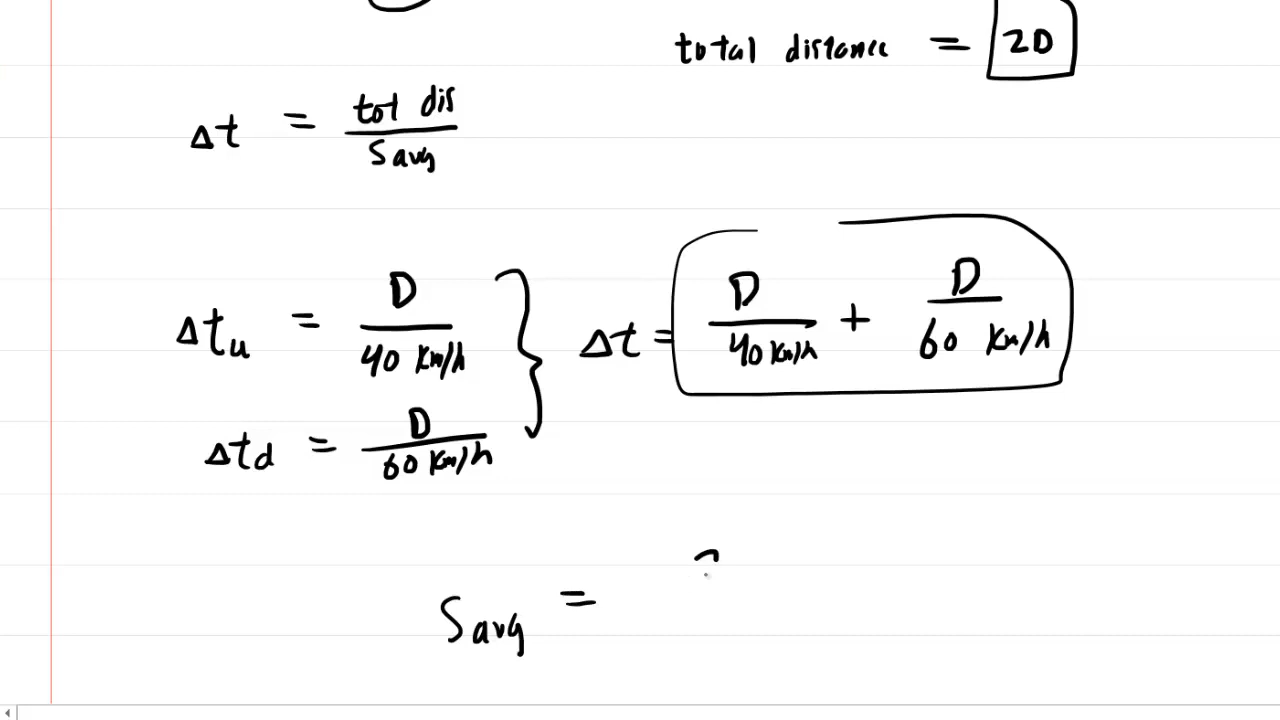 total distance = 2D
Δt = tot dis / Savg
Δtu = D / 40 Km/h
Δt = D / 40 Km/h + D / 60 Km/h
Δtd = D / 60 Km/h
Savg =